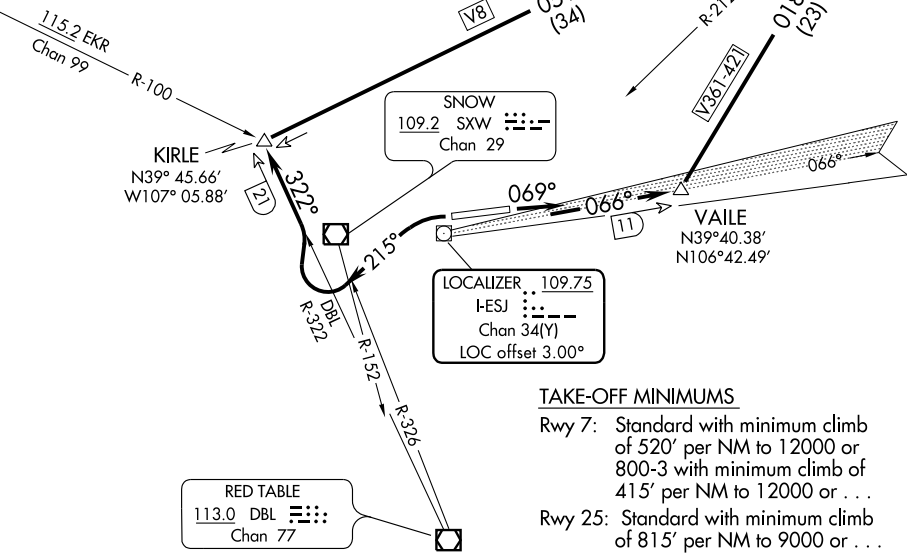 115.2 EKR
Chan 99
R-100
V8
(34)
018
(23)
V361-421
SNOW
109.2 SXW
Chan 29
KIRLE
N39° 45.66'
W107° 05.88'
21
322°
069°
066°
066°
11
VAILE
N39°40.38'
N106°42.49'
215°
LOCALIZER 109.75
I-ESJ
Chan 34(Y)
LOC offset 3.00°
DBL
R-322
R-152
R-326
TAKE-OFF MINIMUMS
Rwy 7: Standard with minimum climb
of 520' per NM to 12000 or
800-3 with minimum climb of
415' per NM to 12000 or . . .
Rwy 25: Standard with minimum climb
of 815' per NM to 9000 or . . .
RED TABLE
113.0 DBL
Chan 77